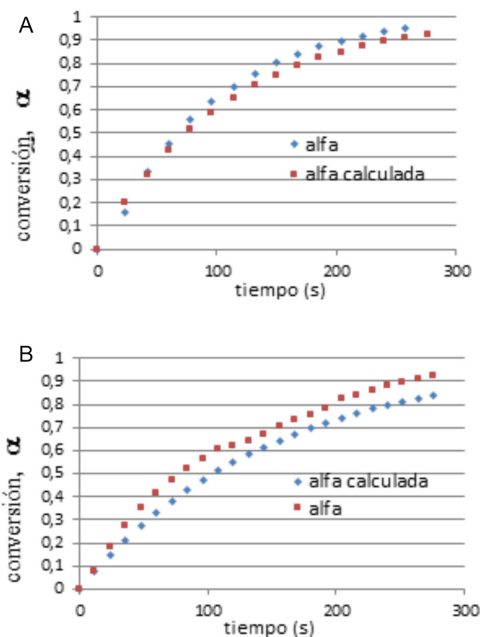 A
1
0,9
0,8
0,7
0,6
0,5
0,4
0,3
0,2
0,1
0
conversión, α
alfa
alfa calculada
0 100 200 300
tiempo (s)
B
1
0,9
0,8
0,7
0,6
0,5
0,4
0,3
0,2
0,1
0
conversión, α
alfa calculada
alfa
0 100 200 300
tiempo (s)